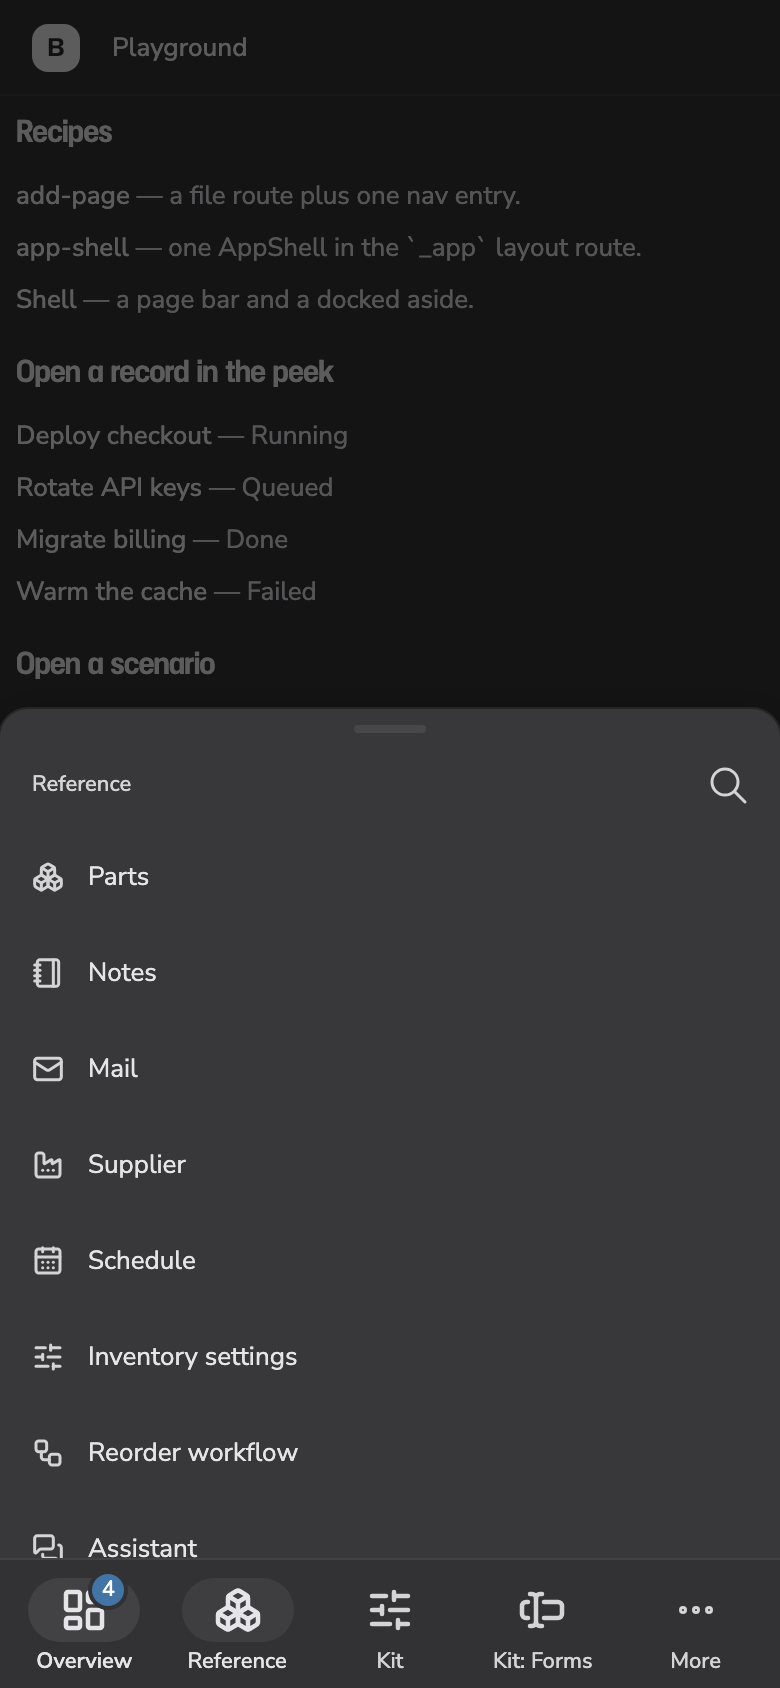 B Playground
Recipes
add-page — a file route plus one nav entry.
app-shell — one AppShell in the `_app` layout route.
Shell — a page bar and a docked aside.
Open a record in the peek
Deploy checkout — Running
Rotate API keys — Queued
Migrate billing — Done
Warm the cache — Failed
Open a scenario
Reference
Parts
Notes
Mail
Supplier
Schedule
Inventory settings
Reorder workflow
Assistant
4
Overview Reference Kit Kit: Forms More